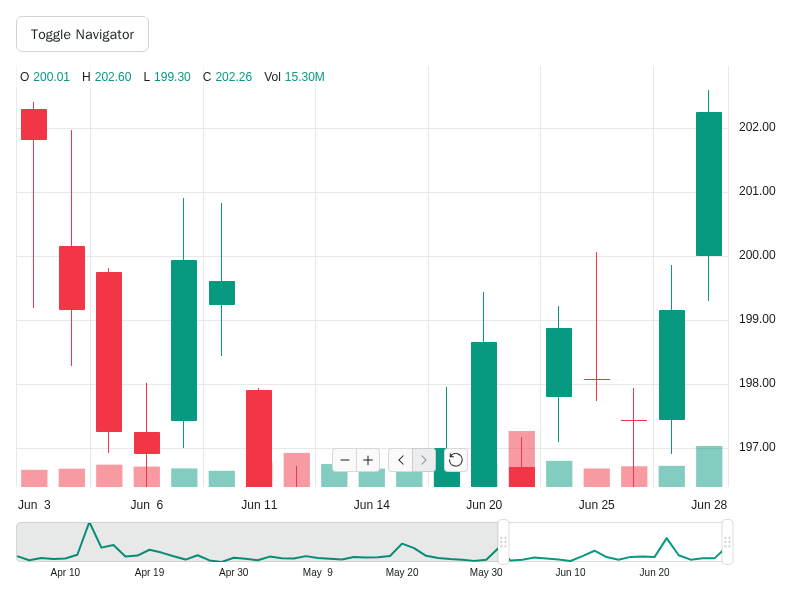 Toggle Navigator
O 200.01 H 202.60 L 199.30 C 202.26 Vol 15.30M
202.00
201.00
200.00
199.00
198.00
197.00
Jun 3 Jun 6 Jun 11 Jun 14 Jun 20 Jun 25 Jun 28
Apr 10 Apr 19 Apr 30 May 9 May 20 May 30 Jun 10 Jun 20